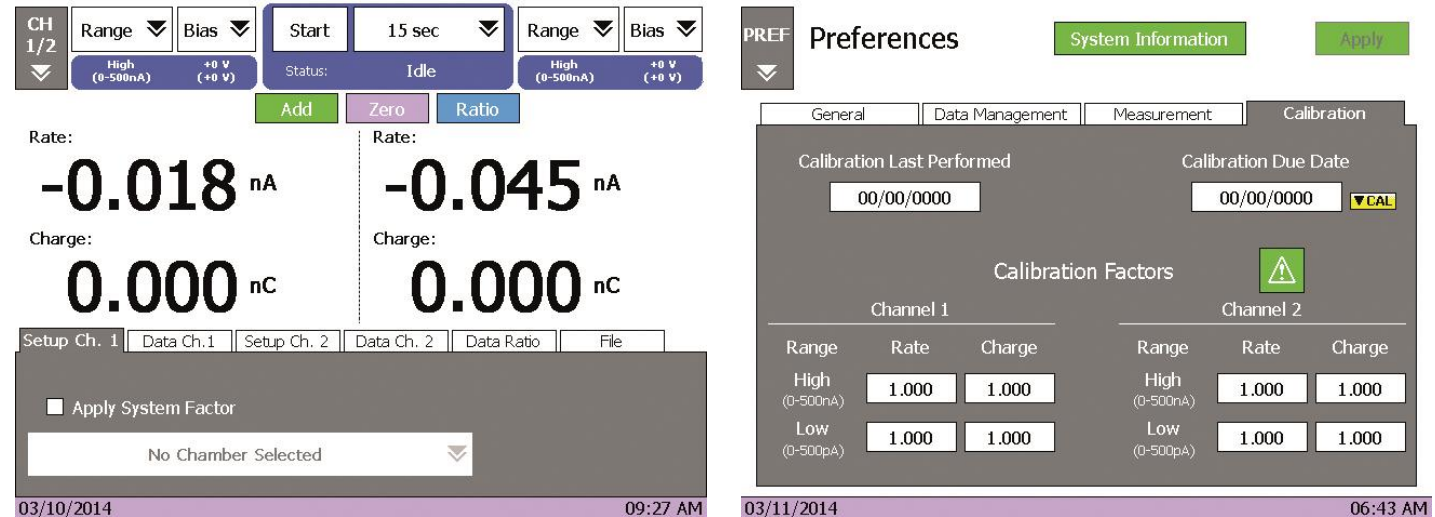 CH
1/2
Range
Bias
Start
15 sec
Range
Bias
High
(0-500nA)
+0 V
(+0 V)
Status:
Idle
High
(0-500nA)
+0 V
(+0 V)
Add
Zero
Ratio
Rate:
-0.018 nA
Rate:
-0.045 nA
Charge:
0.000 nC
Charge:
0.000 nC
Setup Ch. 1
Data Ch.1
Setup Ch. 2
Data Ch. 2
Data Ratio
File
Apply System Factor
No Chamber Selected
03/10/2014
09:27 AM
PREF
Preferences
System Information
Apply
General
Data Management
Measurement
Calibration
Calibration Last Performed
00/00/0000
Calibration Due Date
00/00/0000
▼CAL
Calibration Factors
Channel 1
Channel 2
Range Rate Charge
Range Rate Charge
High
(0-500nA)
1.000 1.000
High
(0-500nA)
1.000 1.000
Low
(0-500pA)
1.000 1.000
Low
(0-500pA)
1.000 1.000
03/11/2014
06:43 AM